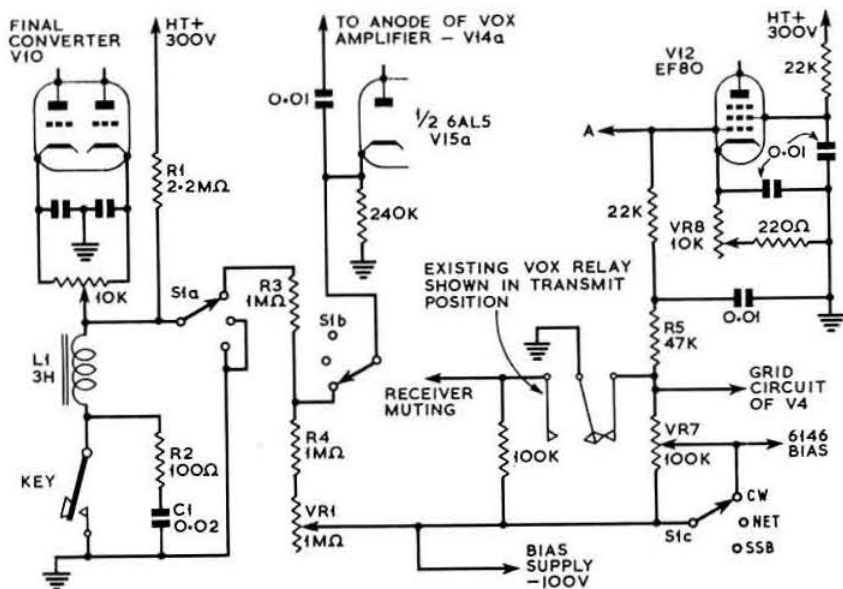 FINAL
CONVERTER
V10
HT+
300V
TO ANODE OF VOX
AMPLIFIER – V14a
0.01
½ 6AL5
V15a
240K
R1
2.2MΩ
10K
S1a
R3
1MΩ
S1b
L1
3H
R2
100Ω
C1
0.02
KEY
R4
1MΩ
VR1
1MΩ
V12
EF80
HT+
300V
22K
A
0.01
22K
VR8
10K
220Ω
EXISTING VOX RELAY
SHOWN IN TRANSMIT
POSITION
0.01
R5
47K
RECEIVER
MUTING
GRID
CIRCUIT
OF V4
100K
VR7
100K
6146
BIAS
CW
NET
SSB
S1c
BIAS
SUPPLY
-100V